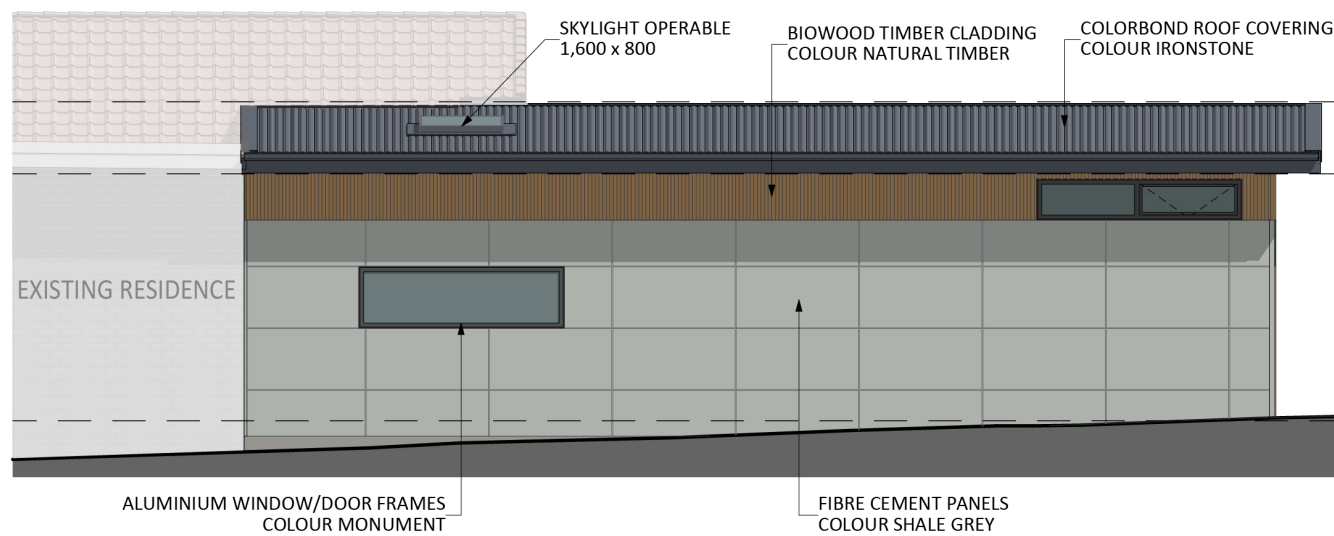 SKYLIGHT OPERABLE
1,600 x 800
BIOWOOD TIMBER CLADDING
COLOUR NATURAL TIMBER
COLORBOND ROOF COVERING
COLOUR IRONSTONE
EXISTING RESIDENCE
ALUMINIUM WINDOW/DOOR FRAMES
COLOUR MONUMENT
FIBRE CEMENT PANELS
COLOUR SHALE GREY